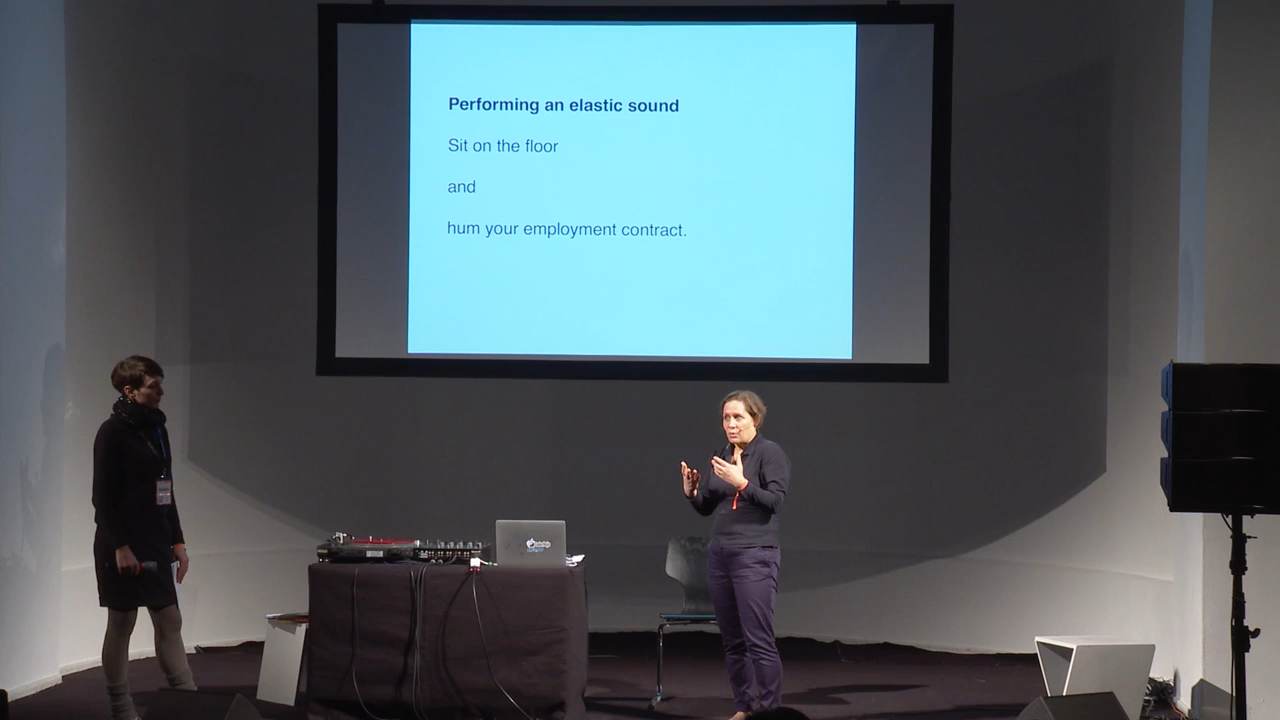 Performing an elastic sound
Sit on the floor
and
hum your employment contract.